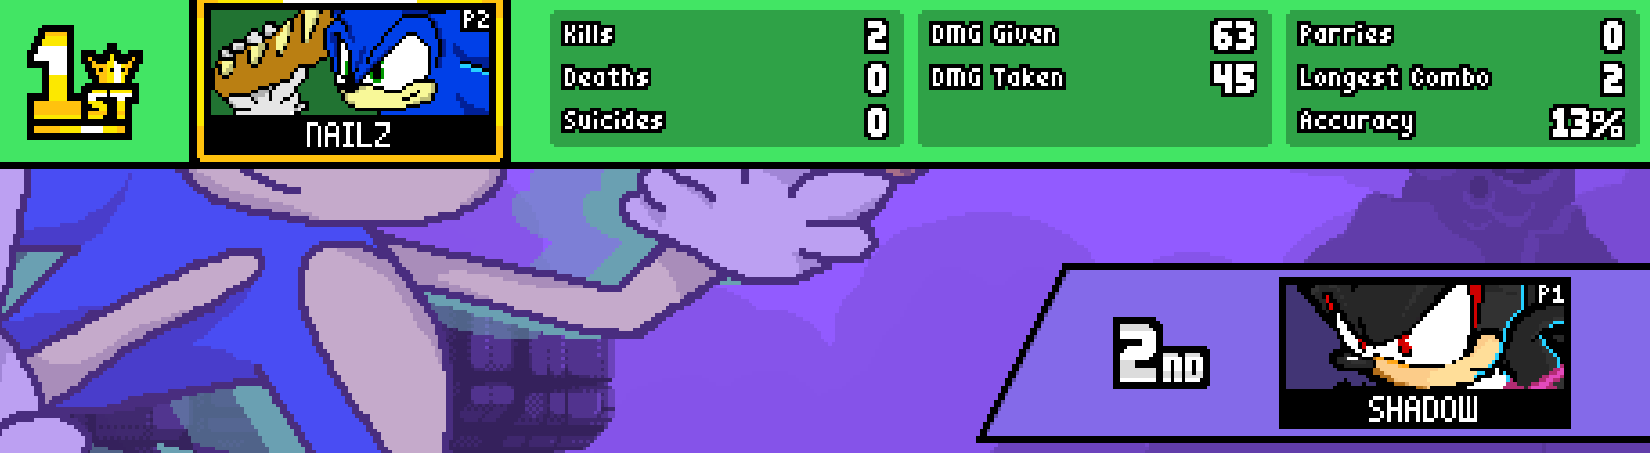 1ST
P2
NAILZ
Kills 2
Deaths 0
Suicides 0
DMG Given 63
DMG Taken 45
Parries 0
Longest Combo 2
Accuracy 13%
2ND
P1
SHADOW